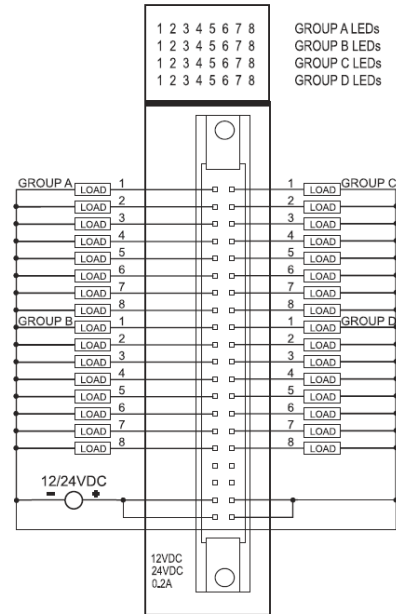 1 2 3 4 5 6 7 8 GROUP A LEDs
1 2 3 4 5 6 7 8 GROUP B LEDs
1 2 3 4 5 6 7 8 GROUP C LEDs
1 2 3 4 5 6 7 8 GROUP D LEDs
GROUP A LOAD 1 1 LOAD GROUP C
LOAD 2 2 LOAD
LOAD 3 3 LOAD
LOAD 4 4 LOAD
LOAD 5 5 LOAD
LOAD 6 6 LOAD
LOAD 7 7 LOAD
LOAD 8 8 LOAD
GROUP B LOAD 1 1 LOAD GROUP D
LOAD 2 2 LOAD
LOAD 3 3 LOAD
LOAD 4 4 LOAD
LOAD 5 5 LOAD
LOAD 6 6 LOAD
LOAD 7 7 LOAD
LOAD 8 8 LOAD
12/24VDC
- +
12VDC
24VDC
0.2A